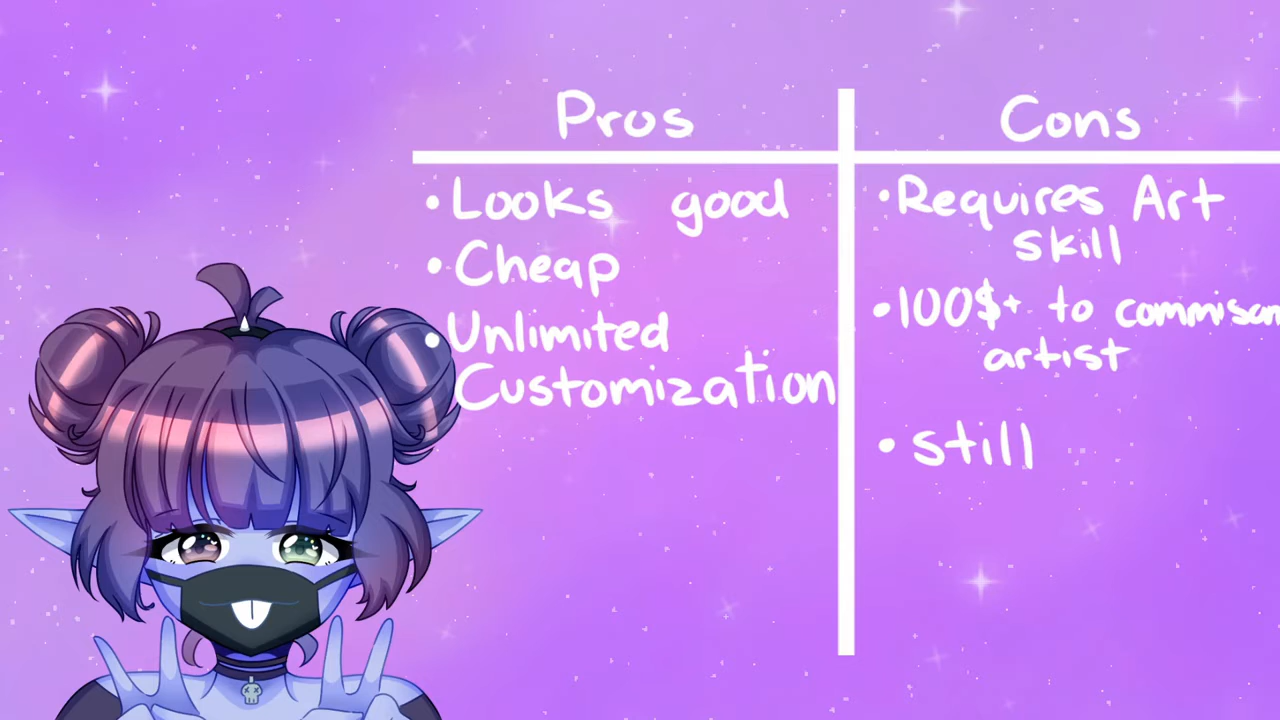 Pros
Cons
•Looks good
•Cheap
•Unlimited
Customization
•Requires Art
skill
•100$+ to commison
artist
•still